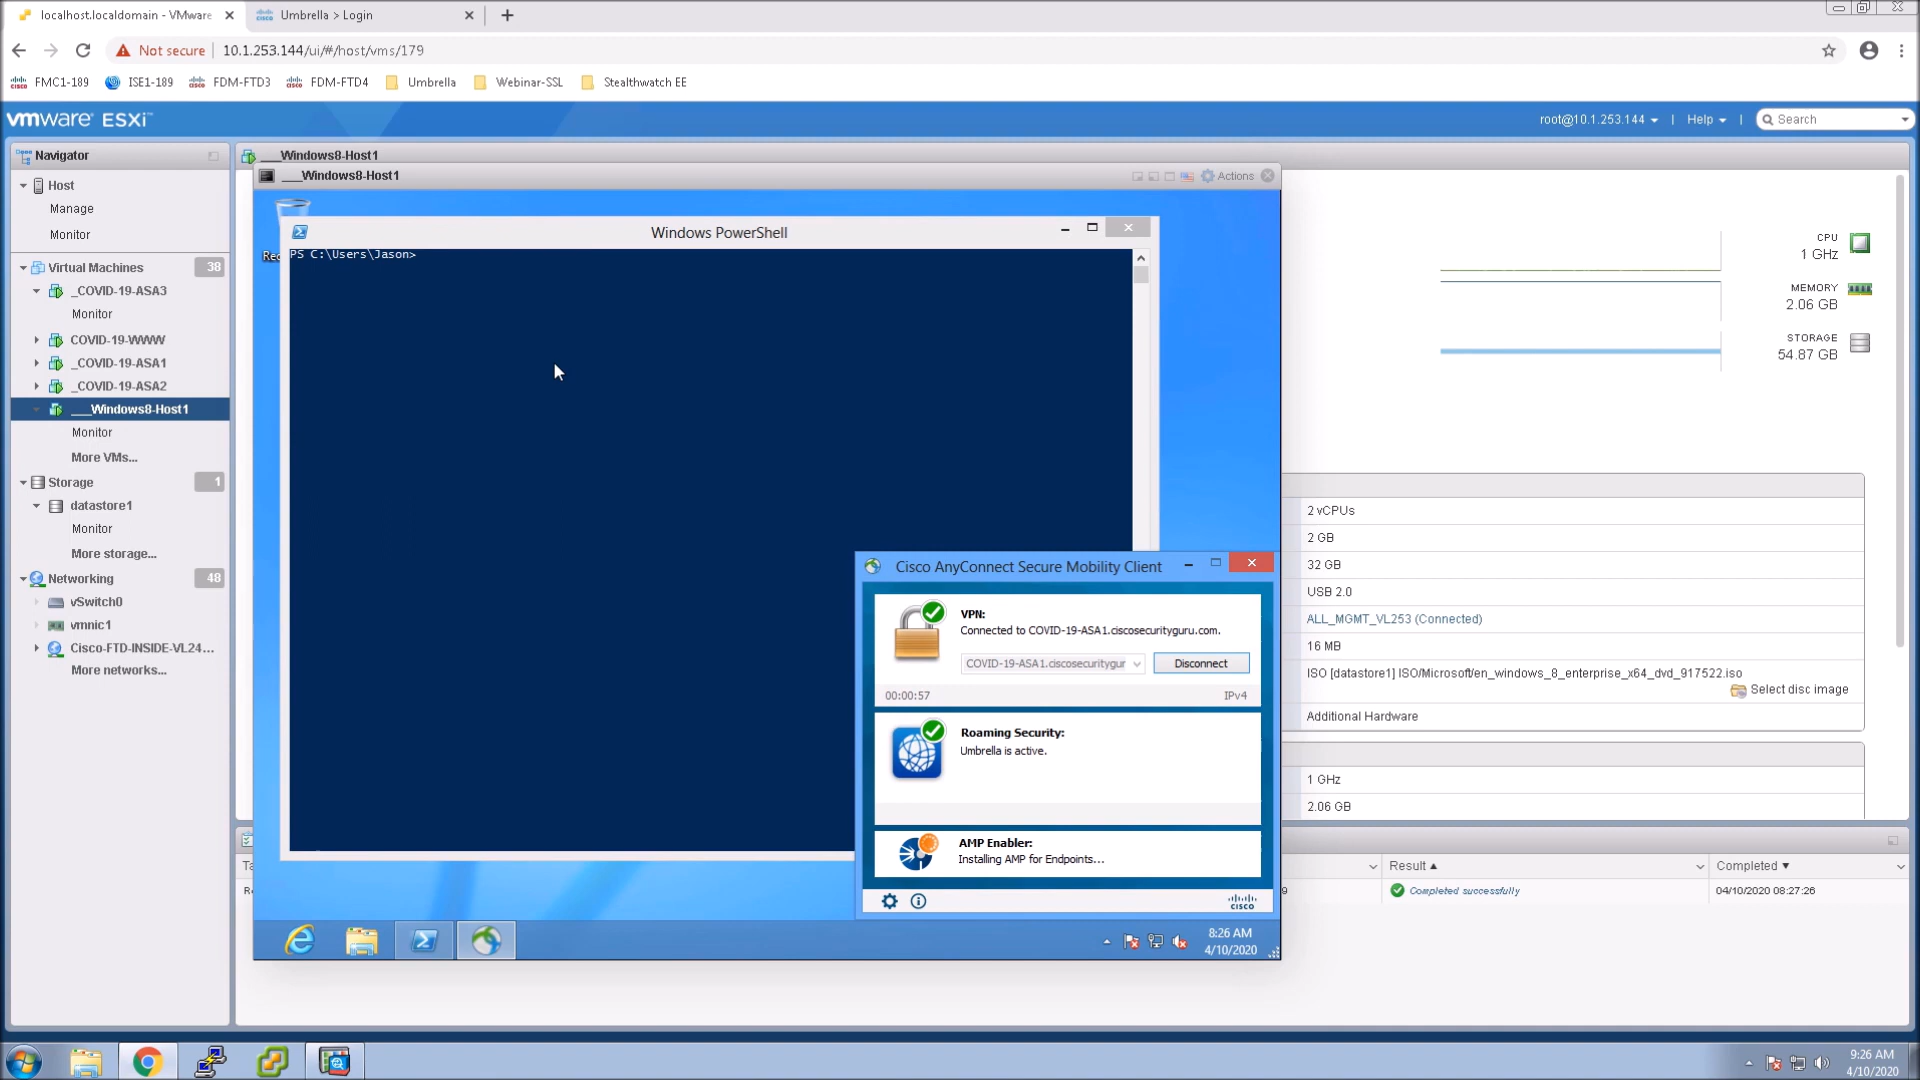 localhost.localdomain - VMware
Umbrella > Login
Not secure
10.1.253.144/ui/#/host/vms/179
FMC1-189
ISE1-189
FDM-FTD3
FDM-FTD4
Umbrella
Webinar-SSL
Stealthwatch EE
vmware ESXi
root@10.1.253.144
Help
Search
Navigator
Host
Manage
Monitor
Virtual Machines
38
_COVID-19-ASA3
Monitor
COVID-19-WWW
_COVID-19-ASA1
_COVID-19-ASA2
___Windows8-Host1
Monitor
More VMs...
Storage
1
datastore1
Monitor
More storage...
Networking
48
vSwitch0
vmnic1
Cisco-FTD-INSIDE-VL24...
More networks...
___Windows8-Host1
___Windows8-Host1
Actions
Windows PowerShell
PS C:\Users\Jason>
Cisco AnyConnect Secure Mobility Client
VPN:
Connected to COVID-19-ASA1.ciscosecurityguru.com.
COVID-19-ASA1.ciscosecuritygur
Disconnect
00:00:57
IPv4
Roaming Security:
Umbrella is active.
AMP Enabler:
Installing AMP for Endpoints...
cisco
8:26 AM
4/10/2020
CPU
1 GHz
MEMORY
2.06 GB
STORAGE
54.87 GB
2 vCPUs
2 GB
32 GB
USB 2.0
ALL_MGMT_VL253 (Connected)
16 MB
ISO [datastore1] ISO/Microsoft/en_windows_8_enterprise_x64_dvd_917522.iso
Select disc image
Additional Hardware
1 GHz
2.06 GB
Result
Completed
Completed successfully
04/10/2020 08:27:26
9:26 AM
4/10/2020